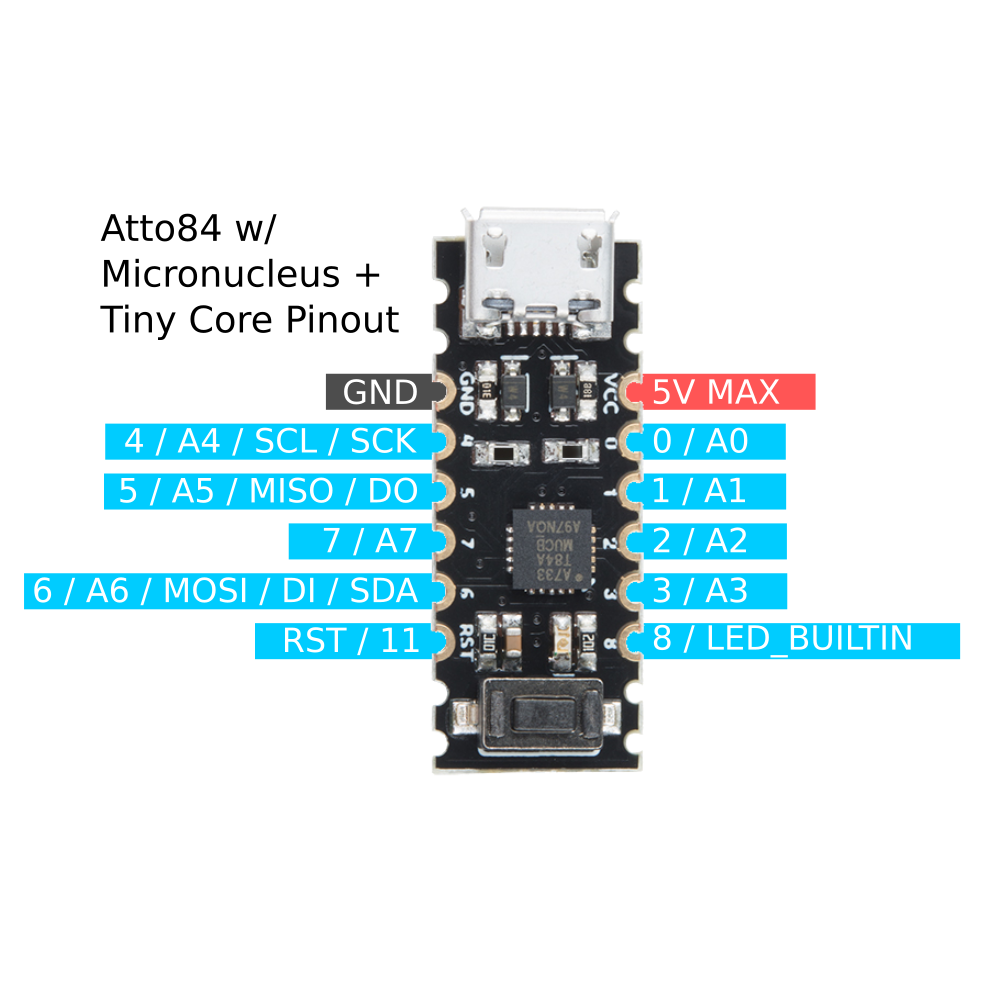 Atto84 w/
Micronucleus +
Tiny Core Pinout
GND
5V MAX
4 / A4 / SCL / SCK
0 / A0
5 / A5 / MISO / DO
1 / A1
7 / A7
2 / A2
6 / A6 / MOSI / DI / SDA
3 / A3
RST / 11
8 / LED_BUILTIN
GND
VCC
4
0
5
1
7
2
6
3
RST
8
W4
W4
A733
T84A
MUCB
A97NOA